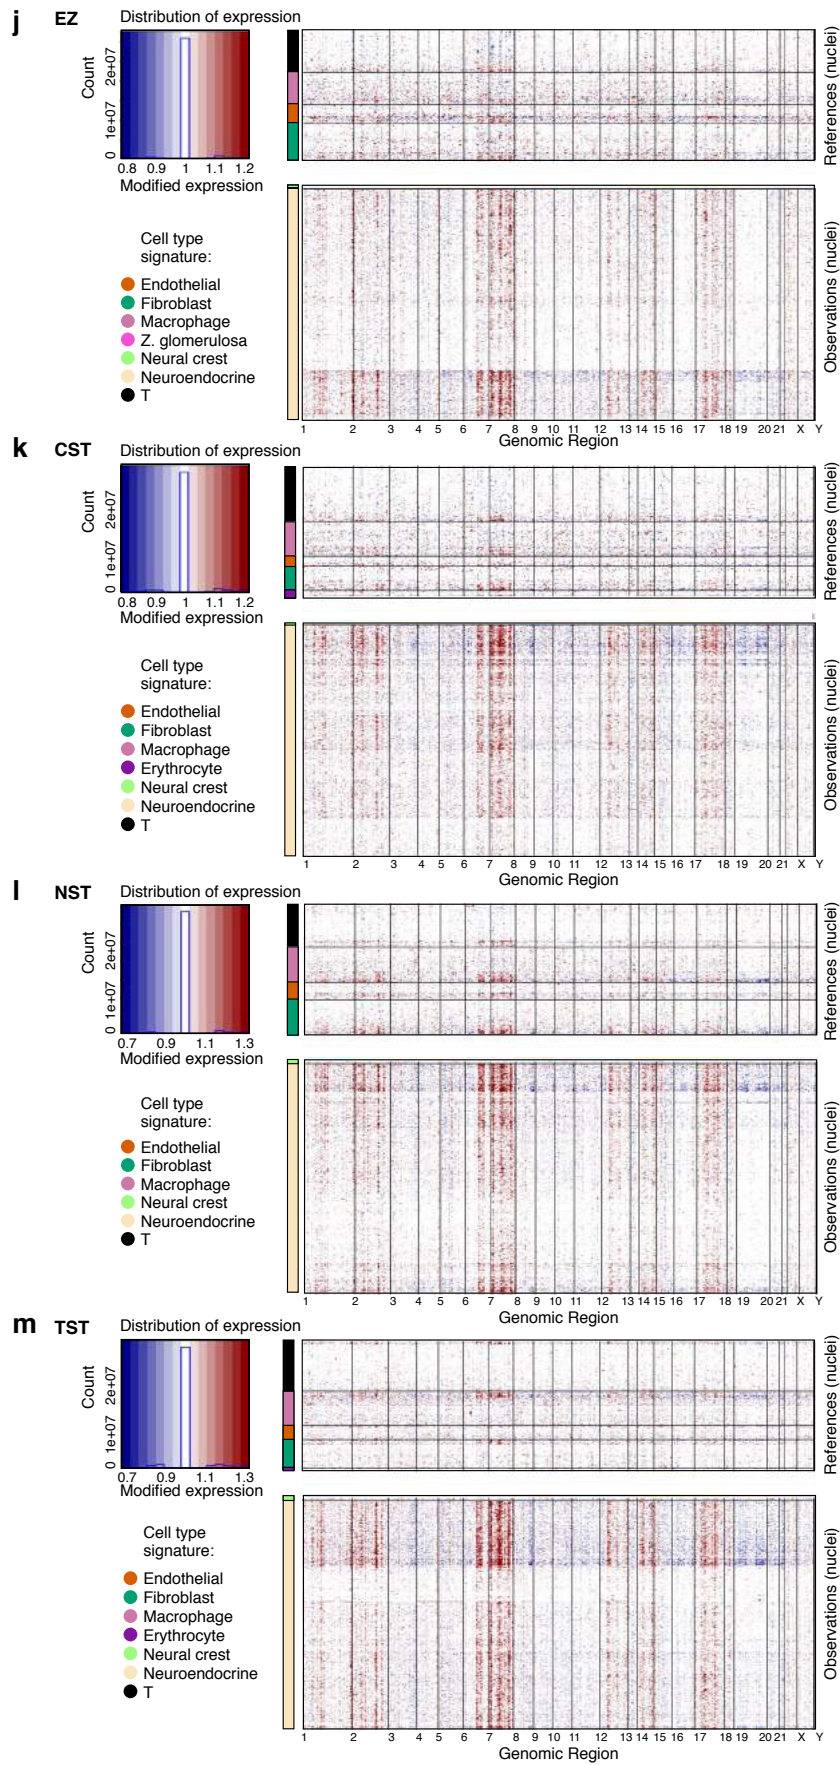 j EZ Distribution of expression
Count
0 1e+07 2e+07
0.8 0.9 1 1.1 1.2
Modified expression
Cell type
signature:
Endothelial
Fibroblast
Macrophage
Z. glomerulosa
Neural crest
Neuroendocrine
T
References (nuclei)
Observations (nuclei)
1 2 3 4 5 6 7 8 9 10 11 12 13 14 15 16 17 18 19 20 21 X Y
Genomic Region
k CST Distribution of expression
Count
0 1e+07 2e+07
0.8 0.9 1 1.1 1.2
Modified expression
Cell type
signature:
Endothelial
Fibroblast
Macrophage
Erythrocyte
Neural crest
Neuroendocrine
T
References (nuclei)
Observations (nuclei)
1 2 3 4 5 6 7 8 9 10 11 12 13 14 15 16 17 18 19 20 21 X Y
Genomic Region
l NST Distribution of expression
Count
0 1e+07 2e+07
0.7 0.9 1.1 1.3
Modified expression
Cell type
signature:
Endothelial
Fibroblast
Macrophage
Neural crest
Neuroendocrine
T
References (nuclei)
Observations (nuclei)
1 2 3 4 5 6 7 8 9 10 11 12 13 14 15 16 17 18 19 20 21 X Y
Genomic Region
m TST Distribution of expression
Count
0 1e+07 2e+07
0.7 0.9 1.1 1.3
Modified expression
Cell type
signature:
Endothelial
Fibroblast
Macrophage
Erythrocyte
Neural crest
Neuroendocrine
T
References (nuclei)
Observations (nuclei)
1 2 3 4 5 6 7 8 9 10 11 12 13 14 15 16 17 18 19 20 21 X Y
Genomic Region